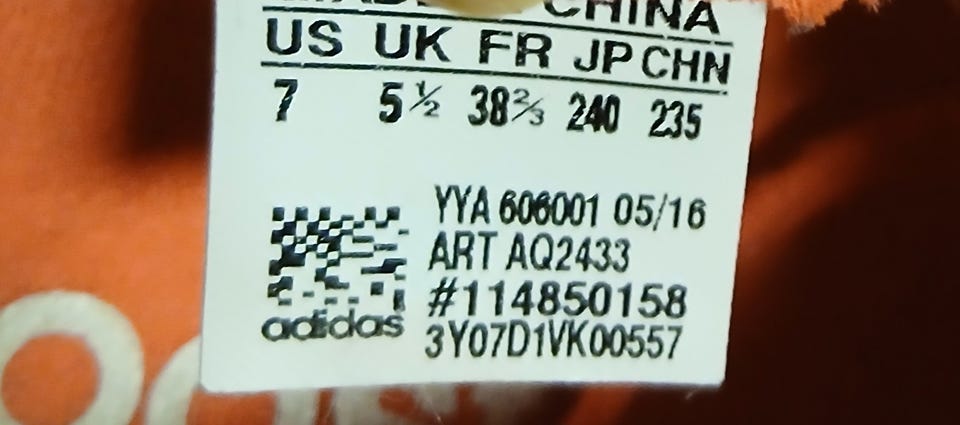 MADE CHINA
US UK FR JP CHN
7 5½ 38⅔ 240 235
YYA 606001 05/16
ART AQ2433
#114850158
adidas
3Y07D1VK00557